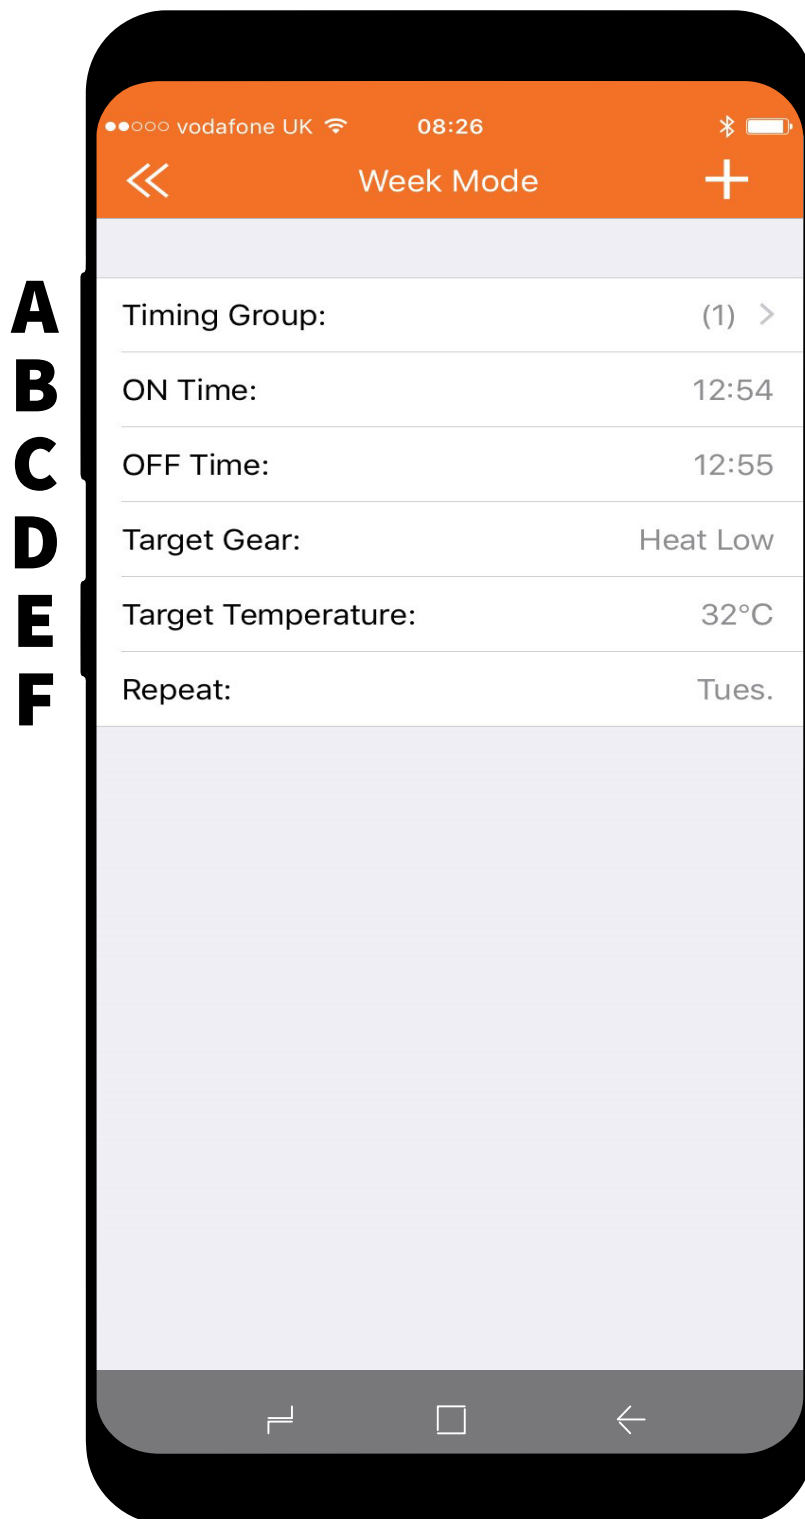 vodafone UK 08:26
Week Mode
A Timing Group: (1)
B ON Time: 12:54
C OFF Time: 12:55
D Target Gear: Heat Low
E Target Temperature: 32°C
F Repeat: Tues.